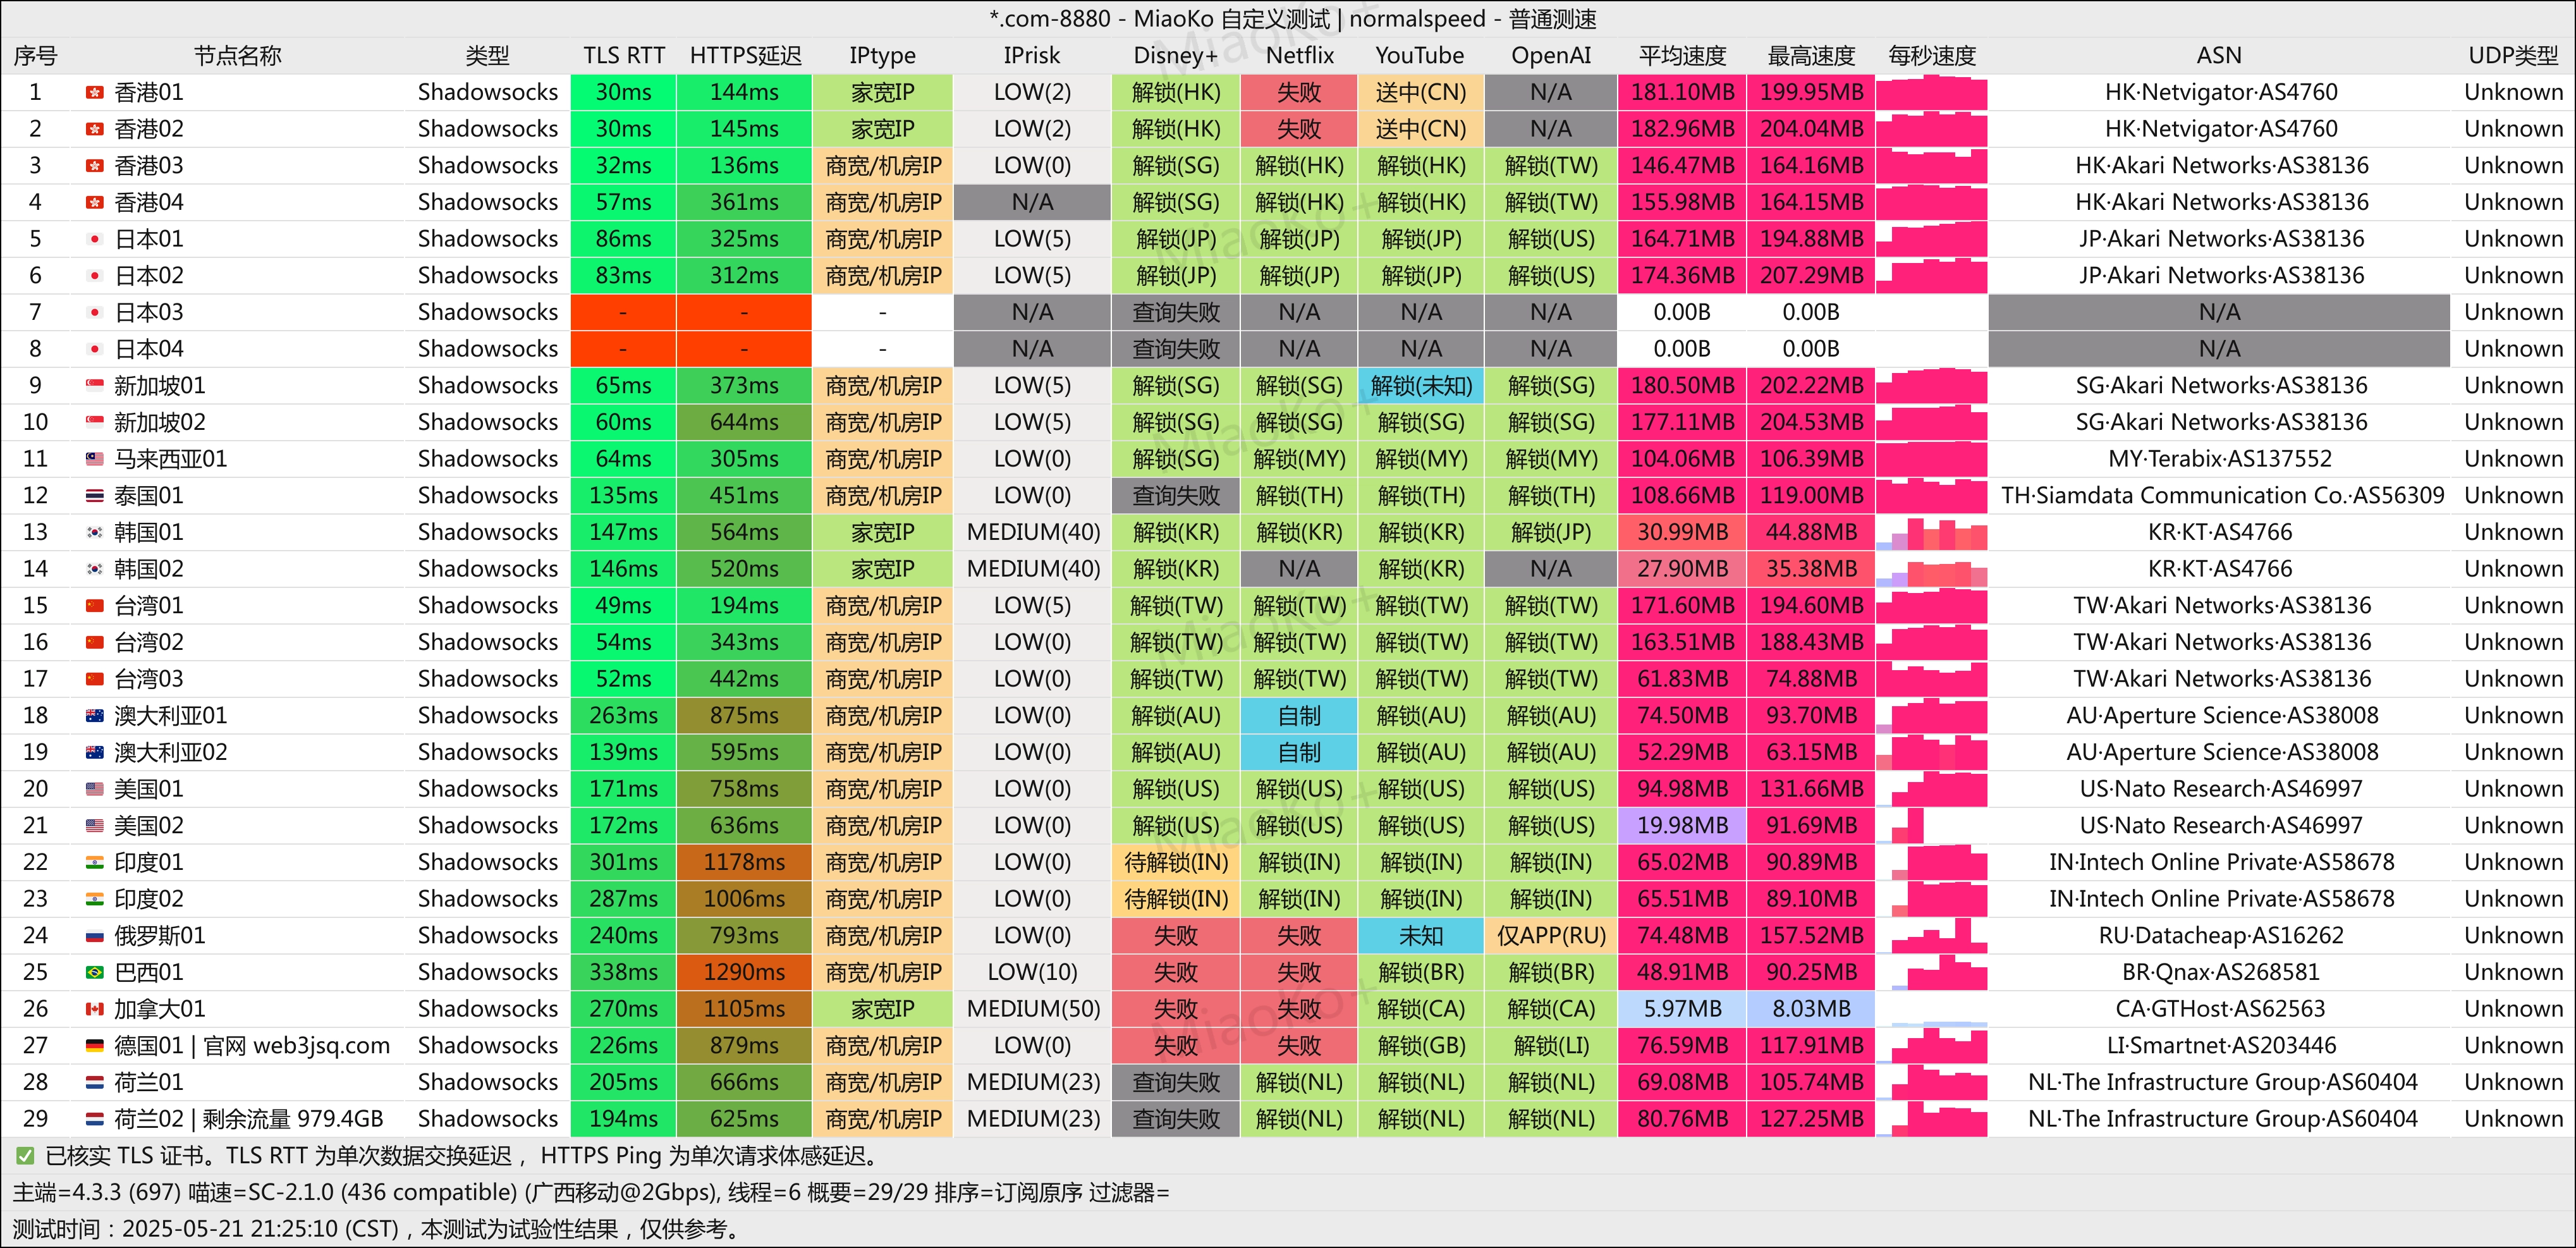 *.com-8880 - MiaoKo 自定义测试 | normalspeed - 普通测速
序号 节点名称 类型 TLS RTT HTTPS延迟 IPtype IPrisk Disney+ Netflix YouTube OpenAI 平均速度 最高速度 每秒速度 ASN UDP类型
1 香港01 Shadowsocks 30ms 144ms 家宽IP LOW(2) 解锁(HK) 失败 送中(CN) N/A 181.10MB 199.95MB HK·Netvigator·AS4760 Unknown
2 香港02 Shadowsocks 30ms 145ms 家宽IP LOW(2) 解锁(HK) 失败 送中(CN) N/A 182.96MB 204.04MB HK·Netvigator·AS4760 Unknown
3 香港03 Shadowsocks 32ms 136ms 商宽/机房IP LOW(0) 解锁(SG) 解锁(HK) 解锁(HK) 解锁(TW) 146.47MB 164.16MB HK·Akari Networks·AS38136 Unknown
4 香港04 Shadowsocks 57ms 361ms 商宽/机房IP N/A 解锁(SG) 解锁(HK) 解锁(HK) 解锁(TW) 155.98MB 164.15MB HK·Akari Networks·AS38136 Unknown
5 日本01 Shadowsocks 86ms 325ms 商宽/机房IP LOW(5) 解锁(JP) 解锁(JP) 解锁(JP) 解锁(US) 164.71MB 194.88MB JP·Akari Networks·AS38136 Unknown
6 日本02 Shadowsocks 83ms 312ms 商宽/机房IP LOW(5) 解锁(JP) 解锁(JP) 解锁(JP) 解锁(US) 174.36MB 207.29MB JP·Akari Networks·AS38136 Unknown
7 日本03 Shadowsocks - - - N/A 查询失败 N/A N/A N/A 0.00B 0.00B N/A Unknown
8 日本04 Shadowsocks - - - N/A 查询失败 N/A N/A N/A 0.00B 0.00B N/A Unknown
9 新加坡01 Shadowsocks 65ms 373ms 商宽/机房IP LOW(5) 解锁(SG) 解锁(SG) 解锁(未知) 解锁(SG) 180.50MB 202.22MB SG·Akari Networks·AS38136 Unknown
10 新加坡02 Shadowsocks 60ms 644ms 商宽/机房IP LOW(5) 解锁(SG) 解锁(SG) 解锁(SG) 解锁(SG) 177.11MB 204.53MB SG·Akari Networks·AS38136 Unknown
11 马来西亚01 Shadowsocks 64ms 305ms 商宽/机房IP LOW(0) 解锁(SG) 解锁(MY) 解锁(MY) 解锁(MY) 104.06MB 106.39MB MY·Terabix·AS137552 Unknown
12 泰国01 Shadowsocks 135ms 451ms 商宽/机房IP LOW(0) 查询失败 解锁(TH) 解锁(TH) 解锁(TH) 108.66MB 119.00MB TH·Siamdata Communication Co.·AS56309 Unknown
13 韩国01 Shadowsocks 147ms 564ms 家宽IP MEDIUM(40) 解锁(KR) 解锁(KR) 解锁(KR) 解锁(JP) 30.99MB 44.88MB KR·KT·AS4766 Unknown
14 韩国02 Shadowsocks 146ms 520ms 家宽IP MEDIUM(40) 解锁(KR) N/A 解锁(KR) N/A 27.90MB 35.38MB KR·KT·AS4766 Unknown
15 台湾01 Shadowsocks 49ms 194ms 商宽/机房IP LOW(5) 解锁(TW) 解锁(TW) 解锁(TW) 解锁(TW) 171.60MB 194.60MB TW·Akari Networks·AS38136 Unknown
16 台湾02 Shadowsocks 54ms 343ms 商宽/机房IP LOW(0) 解锁(TW) 解锁(TW) 解锁(TW) 解锁(TW) 163.51MB 188.43MB TW·Akari Networks·AS38136 Unknown
17 台湾03 Shadowsocks 52ms 442ms 商宽/机房IP LOW(0) 解锁(TW) 解锁(TW) 解锁(TW) 解锁(TW) 61.83MB 74.88MB TW·Akari Networks·AS38136 Unknown
18 澳大利亚01 Shadowsocks 263ms 875ms 商宽/机房IP LOW(0) 解锁(AU) 自制 解锁(AU) 解锁(AU) 74.50MB 93.70MB AU·Aperture Science·AS38008 Unknown
19 澳大利亚02 Shadowsocks 139ms 595ms 商宽/机房IP LOW(0) 解锁(AU) 自制 解锁(AU) 解锁(AU) 52.29MB 63.15MB AU·Aperture Science·AS38008 Unknown
20 美国01 Shadowsocks 171ms 758ms 商宽/机房IP LOW(0) 解锁(US) 解锁(US) 解锁(US) 解锁(US) 94.98MB 131.66MB US·Nato Research·AS46997 Unknown
21 美国02 Shadowsocks 172ms 636ms 商宽/机房IP LOW(0) 解锁(US) 解锁(US) 解锁(US) 解锁(US) 19.98MB 91.69MB US·Nato Research·AS46997 Unknown
22 印度01 Shadowsocks 301ms 1178ms 商宽/机房IP LOW(0) 待解锁(IN) 解锁(IN) 解锁(IN) 解锁(IN) 65.02MB 90.89MB IN·Intech Online Private·AS58678 Unknown
23 印度02 Shadowsocks 287ms 1006ms 商宽/机房IP LOW(0) 待解锁(IN) 解锁(IN) 解锁(IN) 解锁(IN) 65.51MB 89.10MB IN·Intech Online Private·AS58678 Unknown
24 俄罗斯01 Shadowsocks 240ms 793ms 商宽/机房IP LOW(0) 失败 失败 未知 仅APP(RU) 74.48MB 157.52MB RU·Datacheap·AS16262 Unknown
25 巴西01 Shadowsocks 338ms 1290ms 商宽/机房IP LOW(10) 失败 失败 解锁(BR) 解锁(BR) 48.91MB 90.25MB BR·Qnax·AS268581 Unknown
26 加拿大01 Shadowsocks 270ms 1105ms 家宽IP MEDIUM(50) 失败 失败 解锁(CA) 解锁(CA) 5.97MB 8.03MB CA·GTHost·AS62563 Unknown
27 德国01 | 官网 web3jsq.com Shadowsocks 226ms 879ms 商宽/机房IP LOW(0) 失败 失败 解锁(GB) 解锁(LI) 76.59MB 117.91MB LI·Smartnet·AS203446 Unknown
28 荷兰01 Shadowsocks 205ms 666ms 商宽/机房IP MEDIUM(23) 查询失败 解锁(NL) 解锁(NL) 解锁(NL) 69.08MB 105.74MB NL·The Infrastructure Group·AS60404 Unknown
29 荷兰02 | 剩余流量 979.4GB Shadowsocks 194ms 625ms 商宽/机房IP MEDIUM(23) 查询失败 解锁(NL) 解锁(NL) 解锁(NL) 80.76MB 127.25MB NL·The Infrastructure Group·AS60404 Unknown
✅ 已核实 TLS 证书。TLS RTT 为单次数据交换延迟， HTTPS Ping 为单次请求体感延迟。
主端=4.3.3 (697) 喵速=SC-2.1.0 (436 compatible) (广西移动@2Gbps), 线程=6 概要=29/29 排序=订阅原序 过滤器=
测试时间：2025-05-21 21:25:10 (CST)，本测试为试验性结果，仅供参考。
MiaoKo+
MiaoKo+
MiaoKo+
MiaoKo+
MiaoKo+
MiaoKo+